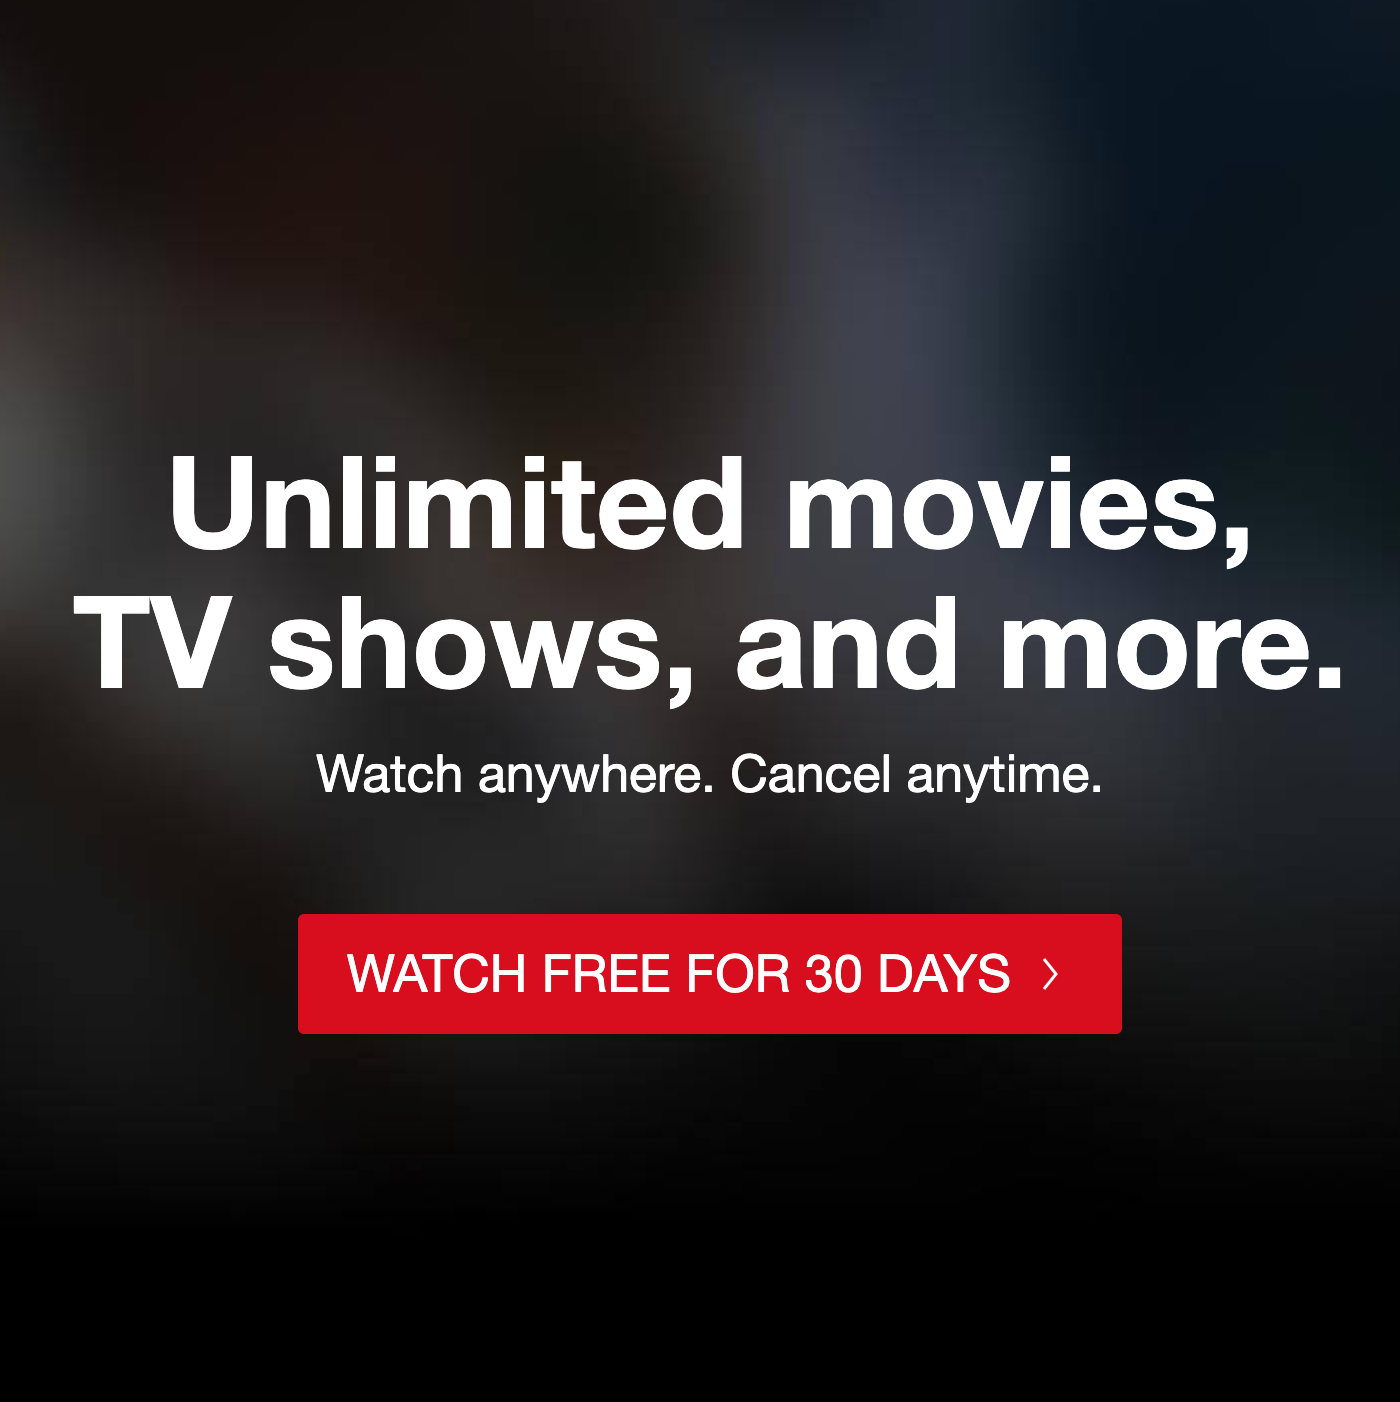 Unlimited movies,
TV shows, and more.
Watch anywhere. Cancel anytime.
WATCH FREE FOR 30 DAYS